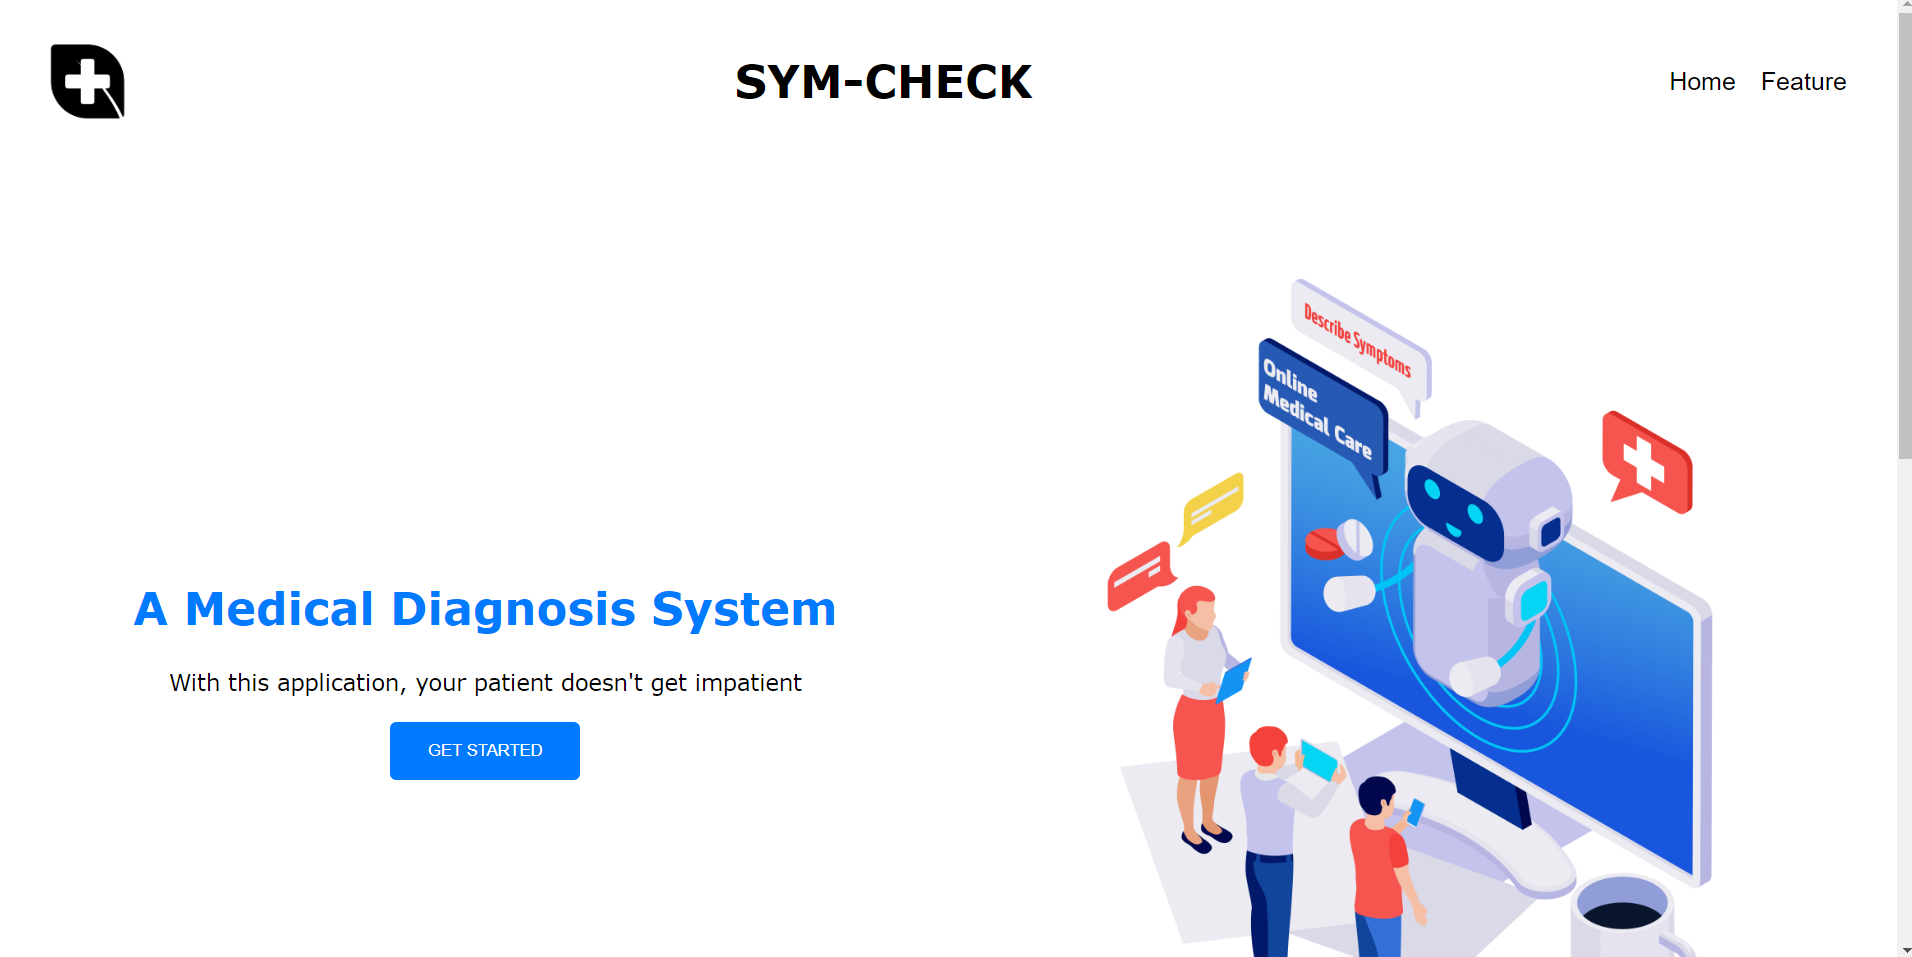 SYM-CHECK
Home
Feature
Describe Symptoms
Online
Medical Care
A Medical Diagnosis System
With this application, your patient doesn't get impatient
GET STARTED